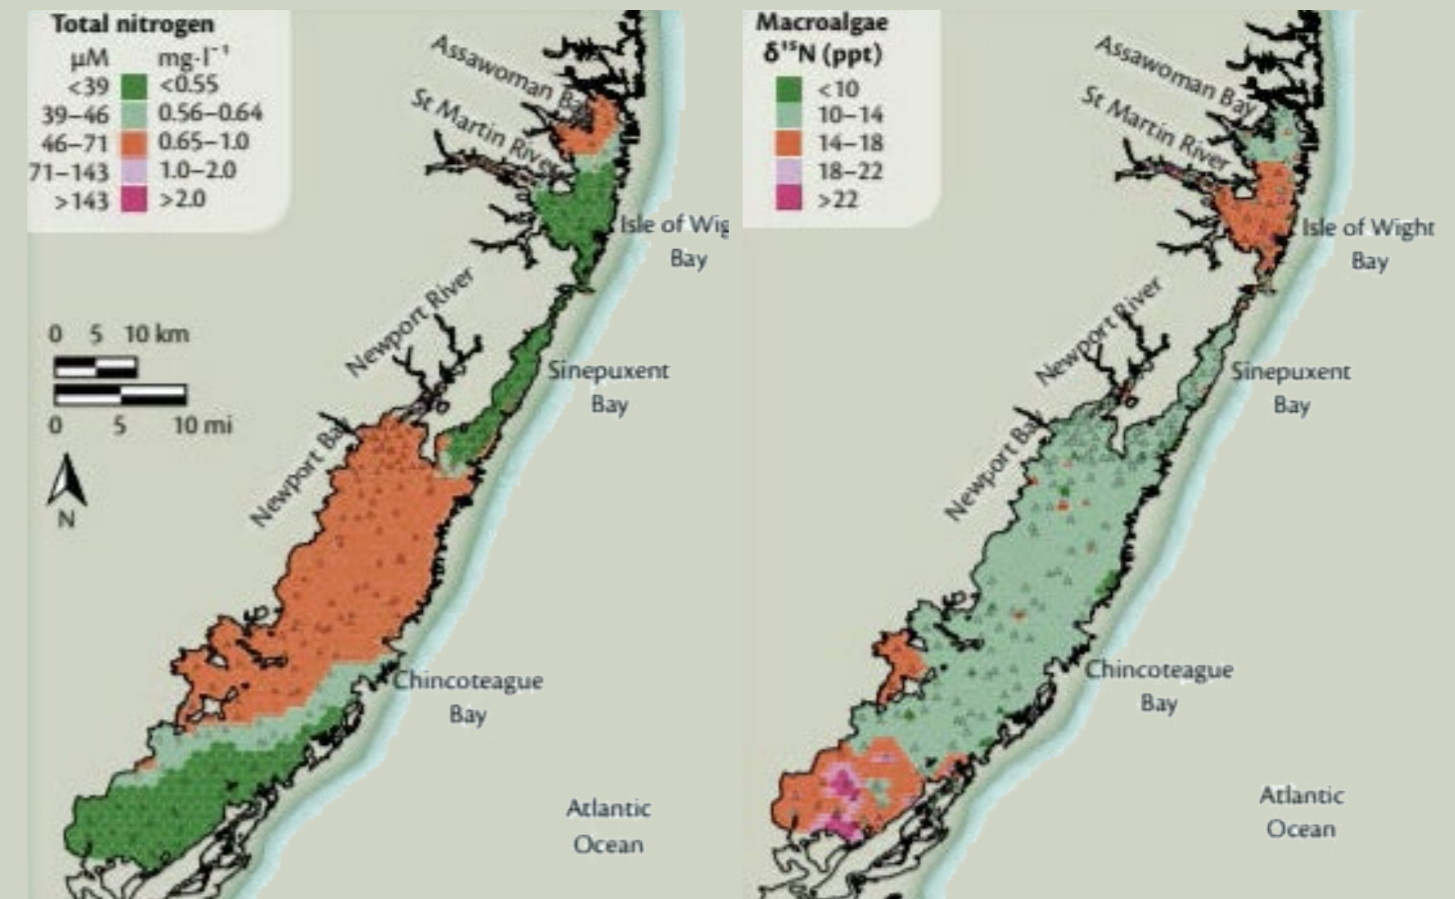 Total nitrogen
µM mg·l⁻¹
<39 <0.55
39–46 0.56–0.64
46–71 0.65–1.0
71–143 1.0–2.0
>143 >2.0
Assawoman Bay
St Martin River
Isle of Wig
Bay
Newport River
0 5 10 km
0 5 10 mi
N
Sinepuxent
Bay
Newport Bay
Chincoteague
Bay
Atlantic
Ocean
Macroalgae
δ¹⁵N (ppt)
<10
10–14
14–18
18–22
>22
Assawoman Bay
St Martin River
Isle of Wight
Bay
Newport River
Sinepuxent
Bay
Newport Bay
Chincoteague
Bay
Atlantic
Ocean